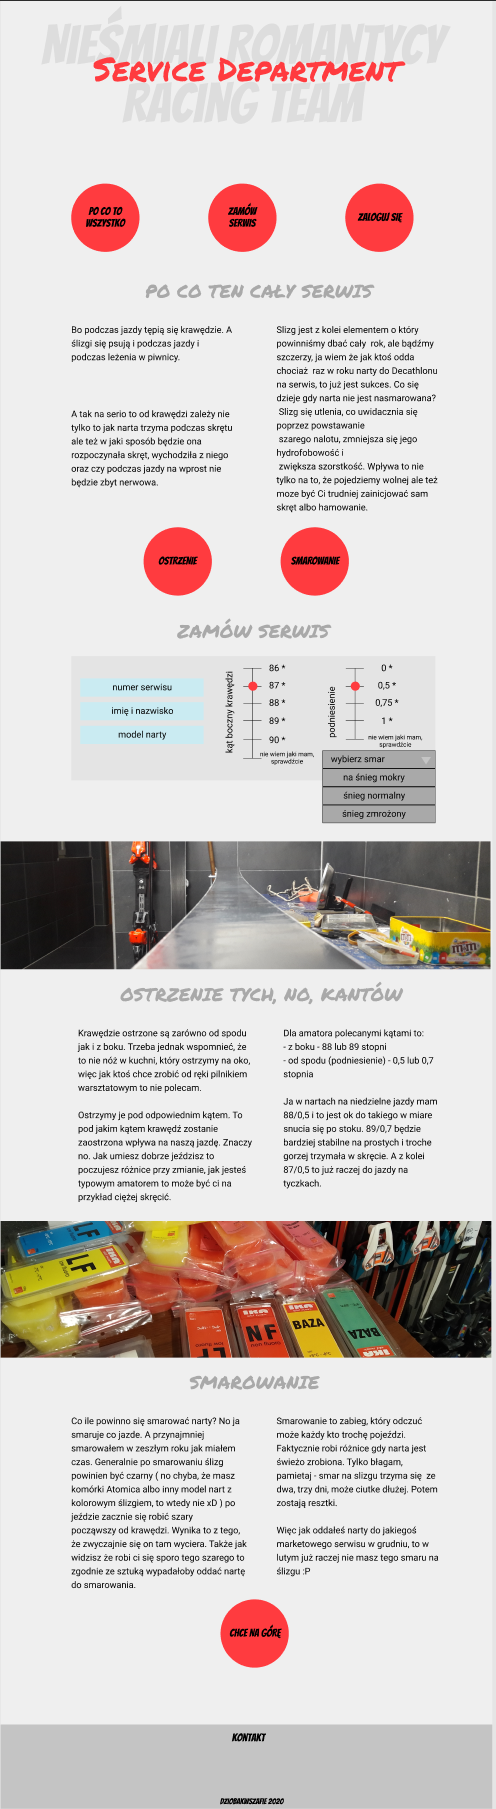 NIEŚMIALI ROMANTYCY
SERVICE DEPARTMENT
RACING TEAM
PO CO TO
WSZYSTKO
ZAMÓW
SERWIS
ZALOGUJ SIĘ
PO CO TEN CAŁY SERWIS
Bo podczas jazdy tępią się krawędzie. A
ślizgi się psują i podczas jazdy i
podczas leżenia w piwnicy.
A tak na serio to od krawędzi zależy nie
tylko to jak narta trzyma podczas skrętu
ale też w jaki sposób będzie ona
rozpoczynała skręt, wychodziła z niego
oraz czy podczas jazdy na wprost nie
będzie zbyt nerwowa.
Slizg jest z kolei elementem o który
powinniśmy dbać cały rok, ale bądźmy
szczerzy, ja wiem że jak ktoś odda
chociaż raz w roku narty do Decathlonu
na serwis, to już jest sukces. Co się
dzieje gdy narta nie jest nasmarowana?
Slizg się utlenia, co uwidacznia się
poprzez powstawanie
szarego nalotu, zmniejsza się jego
hydrofobowość i
zwiększa szorstkość. Wpływa to nie
tylko na to, że pojedziemy wolnej ale też
moze być Ci trudniej zainicjować sam
skręt albo hamowanie.
OSTRZENIE
SMAROWANIE
ZAMÓW SERWIS
numer serwisu
imię i nazwisko
model narty
kąt boczny krawędzi
86 *
87 *
88 *
89 *
90 *
nie wiem jaki mam,
sprawdźcie
podniesienie
0 *
0,5 *
0,75 *
1 *
nie wiem jaki mam,
sprawdźcie
wybierz smar
na śnieg mokry
śnieg normalny
śnieg zmrożony
m&m's
OSTRZENIE TYCH, NO, KANTÓW
Krawędzie ostrzone są zarówno od spodu
jak i z boku. Trzeba jednak wspomnieć, że
to nie nóż w kuchni, który ostrzymy na oko,
więc jak ktoś chce zrobić od ręki pilnikiem
warsztatowym to nie polecam.
Ostrzymy je pod odpowiednim kątem. To
pod jakim kątem krawędź zostanie
zaostrzona wpływa na naszą jazdę. Znaczy
no. Jak umiesz dobrze jeździsz to
poczujesz różnice przy zmianie, jak jesteś
typowym amatorem to może być ci na
przykład ciężej skręcić.
Dla amatora polecanymi kątami to:
- z boku - 88 lub 89 stopni
- od spodu (podniesienie) - 0,5 lub 0,7
stopnia
Ja w nartach na niedzielne jazdy mam
88/0,5 i to jest ok do takiego w miare
snucia się po stoku. 89/0,7 będzie
bardziej stabilne na prostych i troche
gorzej trzymała w skręcie. A z kolei
87/0,5 to już raczej do jazdy na
tyczkach.
LF
LF
LF
IKA
NF
non fluoro
IKA
BAZA
BAZA
IKA
SMAROWANIE
Co ile powinno się smarować narty? No ja
smaruje co jazde. A przynajmniej
smarowałem w zeszłym roku jak miałem
czas. Generalnie po smarowaniu ślizg
powinien być czarny ( no chyba, że masz
komórki Atomica albo inny model nart z
kolorowym ślizgiem, to wtedy nie xD ) po
jeździe zacznie się robić szary
począwszy od krawędzi. Wynika to z tego,
że zwyczajnie się on tam wyciera. Także jak
widzisz że robi ci się sporo tego szarego to
zgodnie ze sztuką wypadałoby oddać nartę
do smarowania.
Smarowanie to zabieg, który odczuć
może każdy kto trochę pojeździ.
Faktycznie robi różnice gdy narta jest
świeżo zrobiona. Tylko błagam,
pamietaj - smar na slizgu trzyma się ze
dwa, trzy dni, może ciutke dłużej. Potem
zostają resztki.
Więc jak oddałeś narty do jakiegoś
marketowego serwisu w grudniu, to w
lutym już raczej nie masz tego smaru na
ślizgu :P
CHCE NA GÓRĘ
KONTAKT
DZIOBAKWSZAFIE 2020